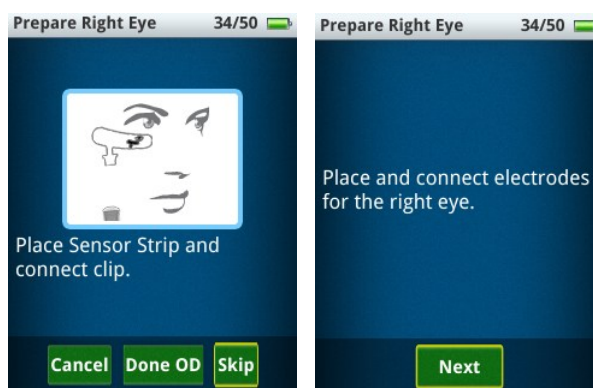 Prepare Right Eye 34/50
Place Sensor Strip and
connect clip.
Cancel Done OD Skip
Prepare Right Eye 34/50
Place and connect electrodes
for the right eye.
Next